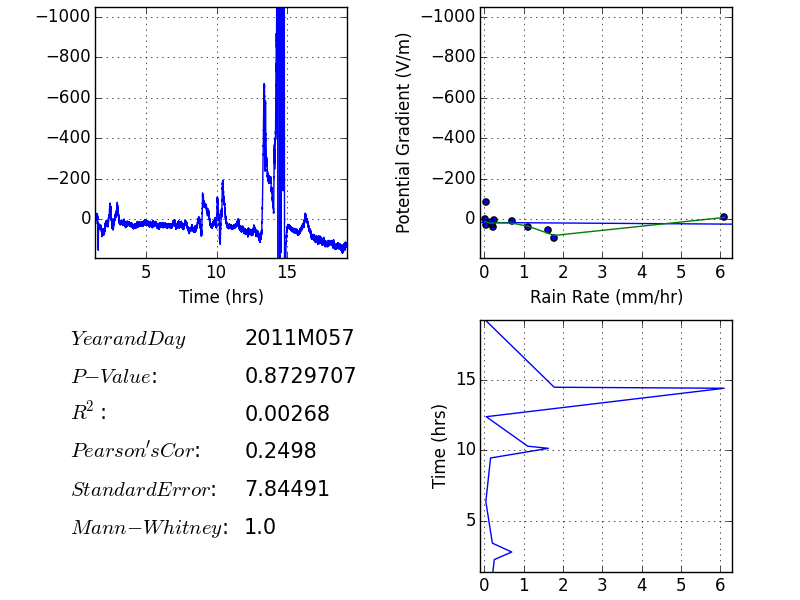 −1000
−800
−600
−400
−200
0
5 10 15
Time (hrs)
Potential Gradient (V/m)
−1000
−800
−600
−400
−200
0
0 1 2 3 4 5 6
Rain Rate (mm/hr)
YearandDay 2011M057
P−Value: 0.8729707
R²: 0.00268
Pearson'sCor: 0.2498
StandardError: 7.84491
Mann−Whitney: 1.0
Time (hrs)
15
10
5
0 1 2 3 4 5 6